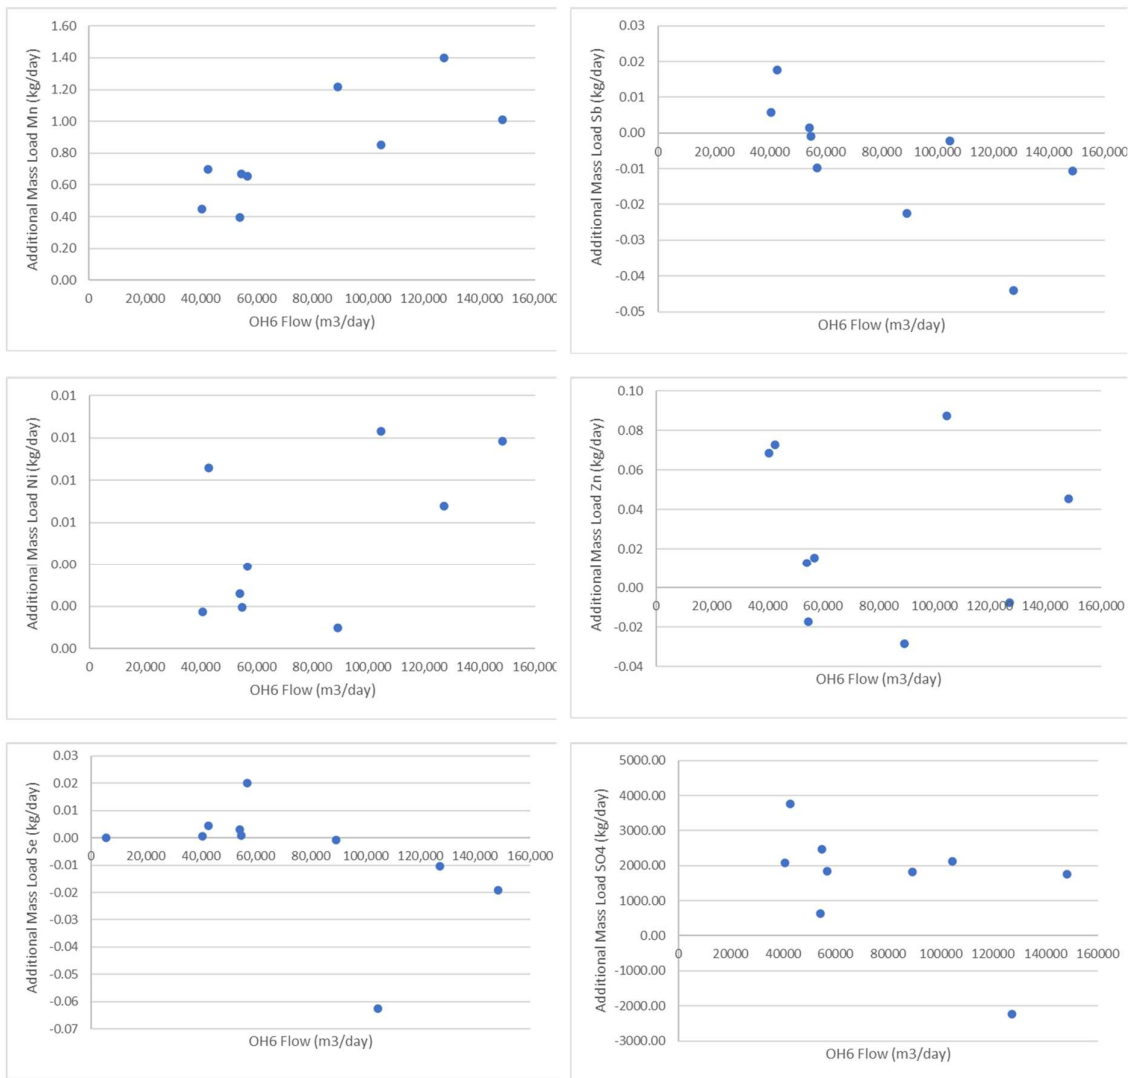 Additional Mass Load Mn (kg/day)
1.60
1.40
1.20
1.00
0.80
0.60
0.40
0.20
0.00
0 20,000 40,000 60,000 80,000 100,000 120,000 140,000 160,000
OH6 Flow (m3/day)
Additional Mass Load Sb (kg/day)
0.03
0.02
0.01
0.00
-0.01
-0.02
-0.03
-0.04
-0.05
0 20,000 40,000 60,000 80,000 100,000 120,000 140,000 160,000
OH6 Flow (m3/day)
Additional Mass Load Ni (kg/day)
0.01
0.01
0.01
0.01
0.00
0.00
0.00
0 20,000 40,000 60,000 80,000 100,000 120,000 140,000 160,000
OH6 Flow (m3/day)
Additional Mass Load Zn (kg/day)
0.10
0.08
0.06
0.04
0.02
0.00
-0.02
-0.04
0 20,000 40,000 60,000 80,000 100,000 120,000 140,000 160,000
OH6 Flow (m3/day)
Additional Mass Load Se (kg/day)
0.03
0.02
0.01
0.00
-0.01
-0.02
-0.03
-0.04
-0.05
-0.06
-0.07
0 20,000 40,000 60,000 80,000 100,000 120,000 140,000 160,000
OH6 Flow (m3/day)
Additional Mass Load SO4 (kg/day)
5000.00
4000.00
3000.00
2000.00
1000.00
0.00
-1000.00
-2000.00
-3000.00
0 20000 40000 60000 80000 100000 120000 140000 160000
OH6 Flow (m3/day)